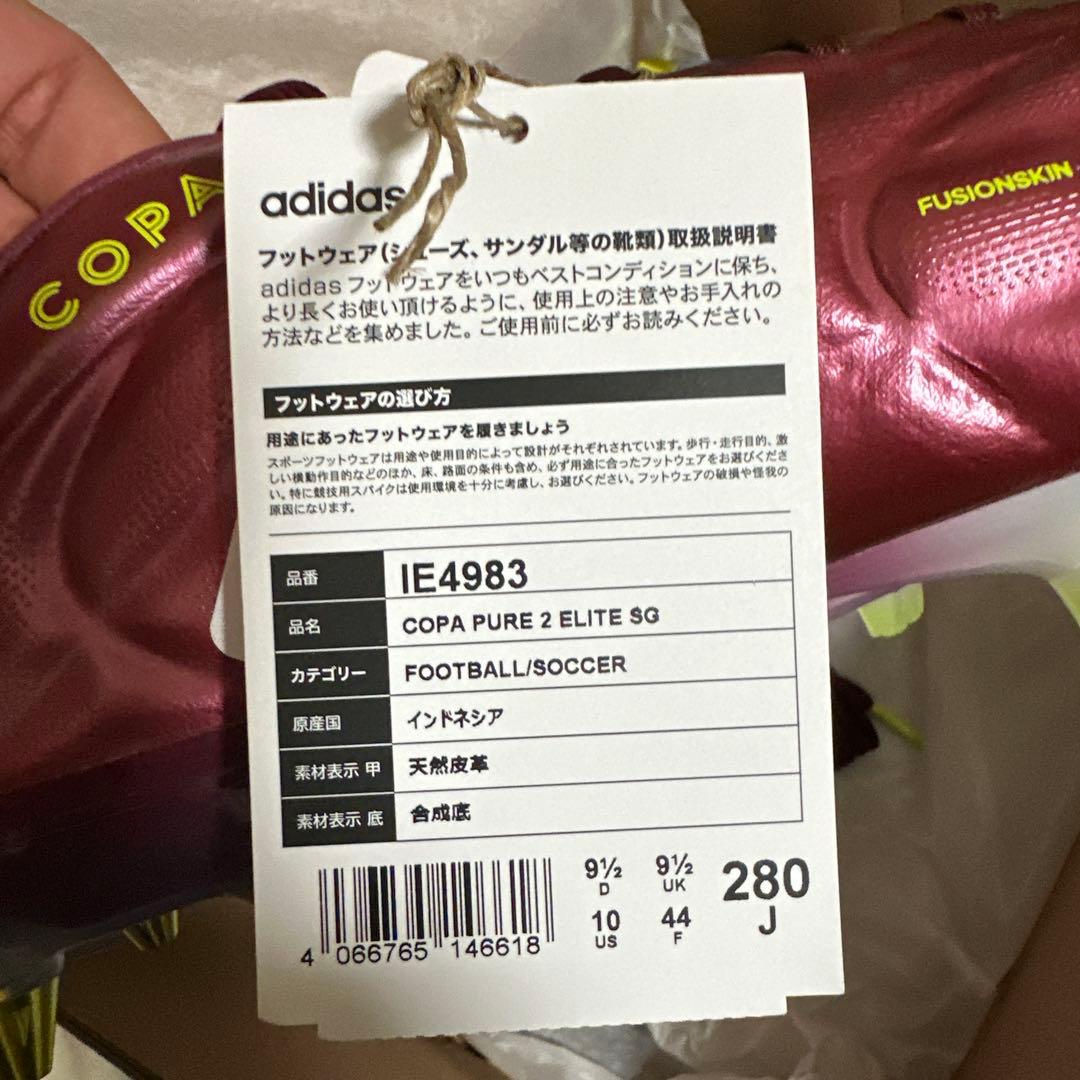 COPA
FUSIONSKIN
adidas
フットウェア(シューズ、サンダル等の靴類)取扱説明書
adidas フットウェアをいつもベストコンディションに保ち、
より長くお使い頂けるように、使用上の注意やお手入れの
方法などを集めました。ご使用前に必ずお読みください。
フットウェアの選び方
用途にあったフットウェアを履きましょう
スポーツフットウェアは用途や使用目的によって設計がそれぞれされています。歩行・走行目的、激
しい横動作目的などのほか、床、路面の条件も含め、必ず用途に合ったフットウェアをお選びくださ
い。特に競技用スパイクは使用環境を十分に考慮し、お選びください。フットウェアの破損や怪我の
原因になります。
品番 IE4983
品名 COPA PURE 2 ELITE SG
カテゴリー FOOTBALL/SOCCER
原産国 インドネシア
素材表示 甲 天然皮革
素材表示 底 合成底
9½ 9½ 280
D UK J
10 44
US F
4 066765 146618